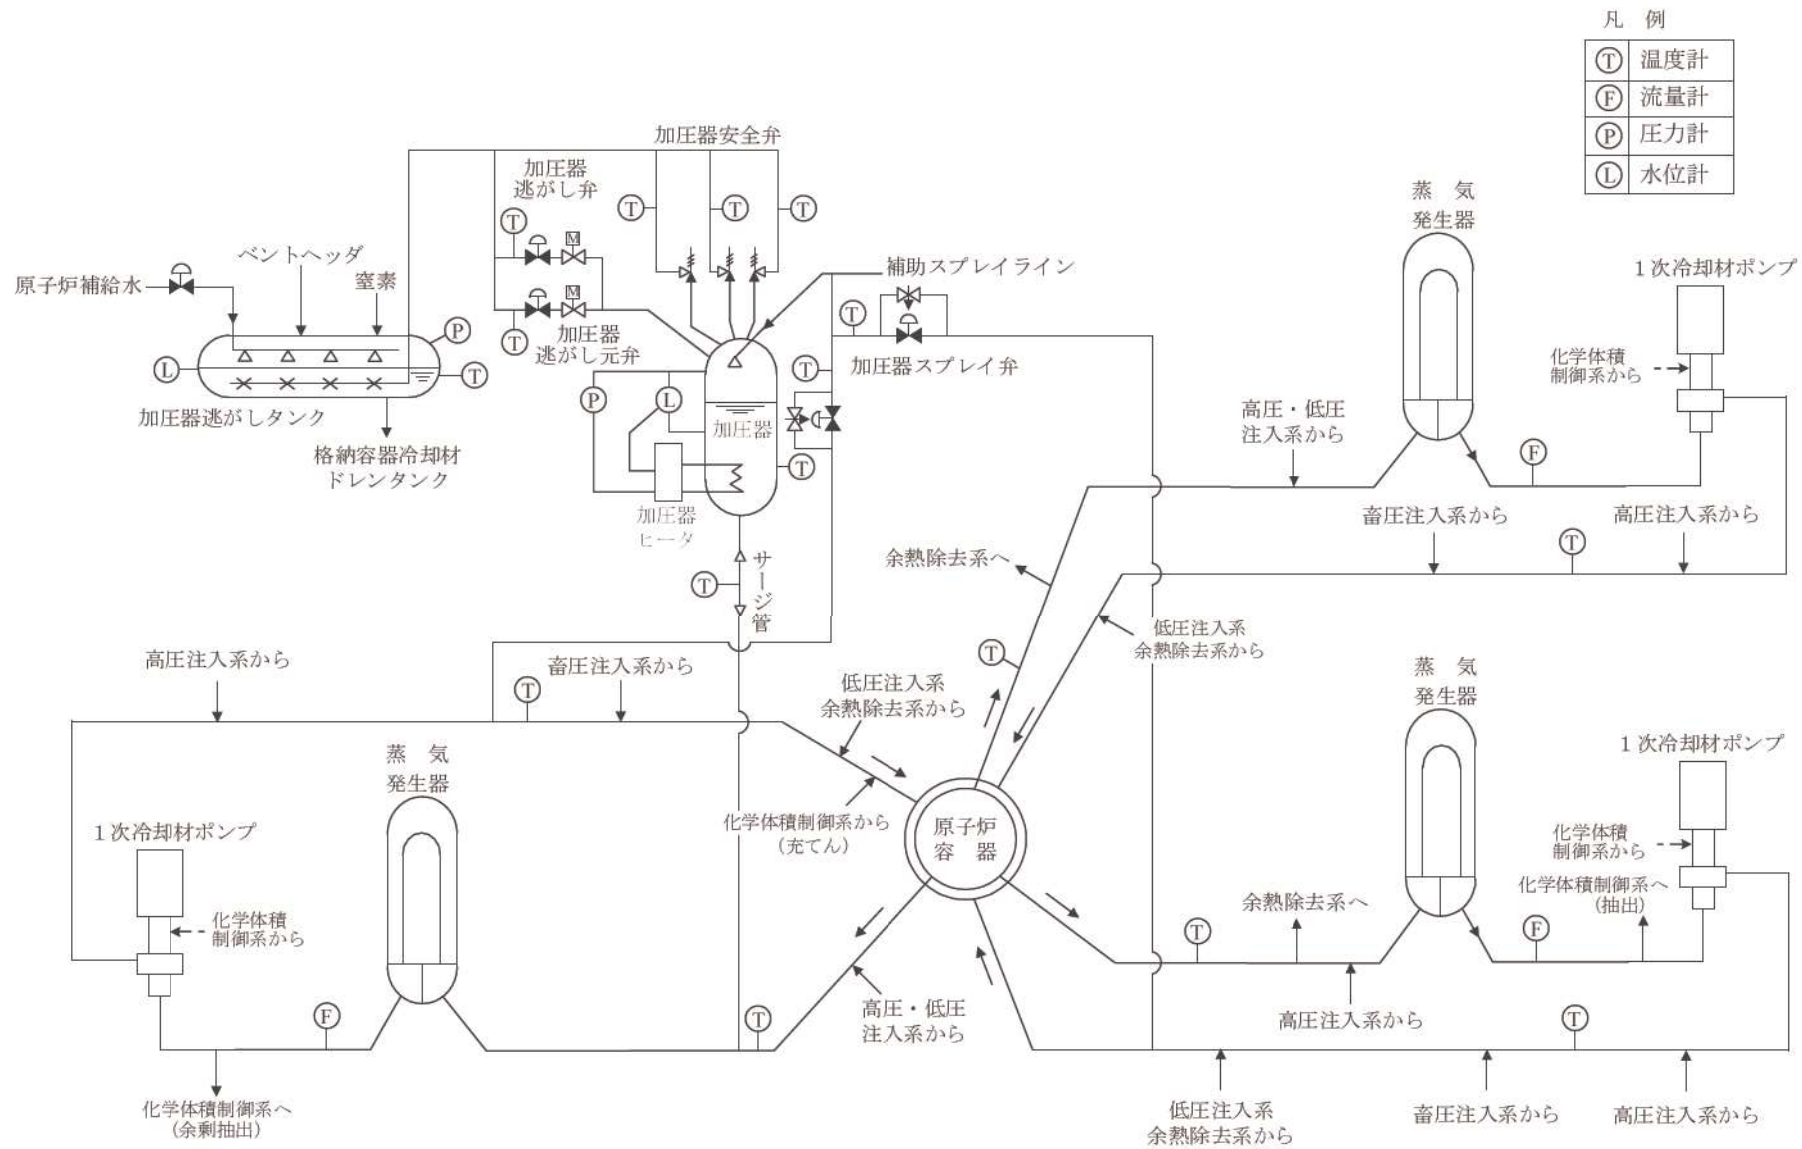 凡 例
T 温度計
F 流量計
P 圧力計
L 水位計
加圧器安全弁
加圧器
逃がし弁
T
T
T
T
M
ベントヘッダ
原子炉補給水
窒素
補助スプレイライン
蒸 気
発生器
1次冷却材ポンプ
M
T
T
加圧器
逃がし元弁
P
L
T
加圧器逃がしタンク
格納容器冷却材
ドレンタンク
加圧器スプレイ弁
T
P
L
加圧器
T
加圧器
ヒータ
化学体積
制御系から
高圧・低圧
注入系から
F
畜圧注入系から
高圧注入系から
T
余熱除去系へ
サージ管
T
低圧注入系
余熱除去系から
T
高圧注入系から
畜圧注入系から
T
低圧注入系
余熱除去系から
蒸 気
発生器
1次冷却材ポンプ
蒸 気
発生器
1次冷却材ポンプ
化学体積制御系から
(充てん)
原子炉
容 器
化学体積
制御系から
化学体積制御系へ
(抽出)
化学体積
制御系から
余熱除去系へ
T
F
F
T
高圧・低圧
注入系から
高圧注入系から
T
化学体積制御系へ
(余剰抽出)
低圧注入系
余熱除去系から
畜圧注入系から
高圧注入系から